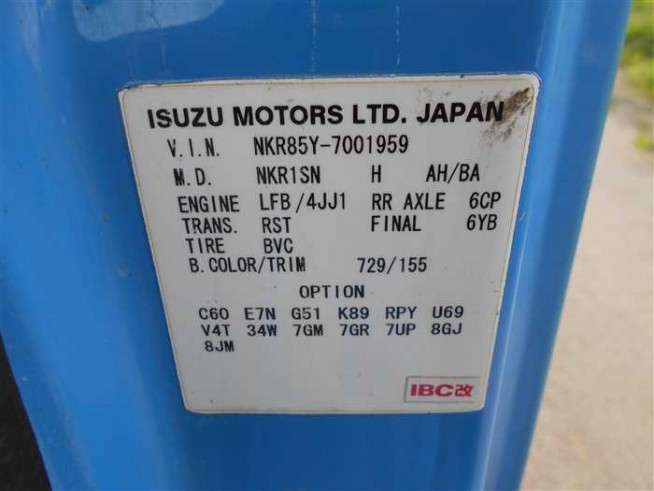 ISUZU MOTORS LTD. JAPAN
V.I.N. NKR85Y-7001959
M.D. NKR1SN H AH/BA
ENGINE LFB/4JJ1 RR AXLE 6CP
TRANS. RST FINAL 6YB
TIRE BVC
B.COLOR/TRIM 729/155
OPTION
C60 E7N G51 K89 RPY U69
V4T 34W 7GM 7GR 7UP 8GJ
8JM
IBC改